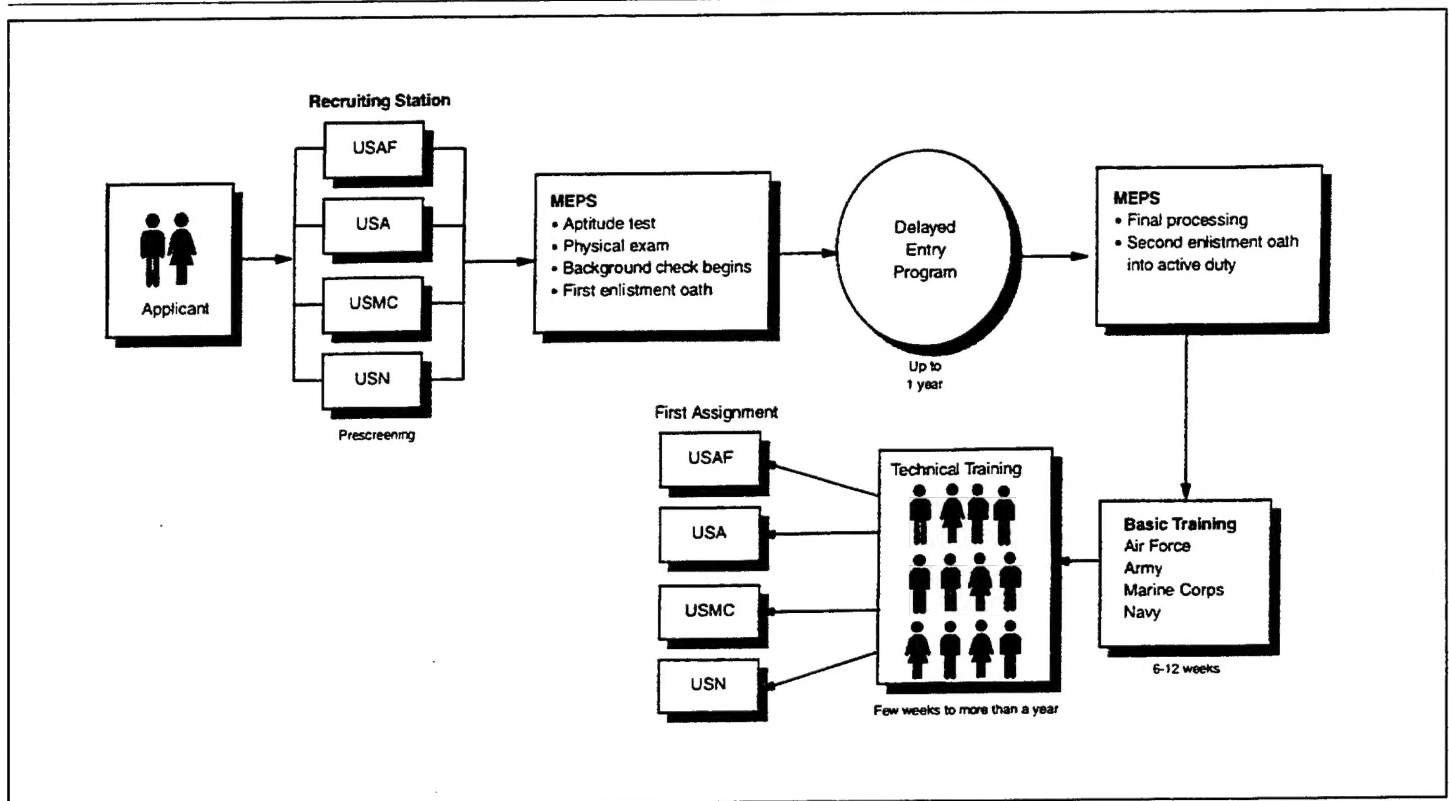 Recruiting Station
USAF
USA
USMC
USN
Prescreening
Applicant
MEPS
• Aptitude test
• Physical exam
• Background check begins
• First enlistment oath
Delayed
Entry
Program
Up to
1 year
MEPS
• Final processing
• Second enlistment oath
into active duty
Basic Training
Air Force
Army
Marine Corps
Navy
6-12 weeks
Technical Training
Few weeks to more than a year
First Assignment
USAF
USA
USMC
USN